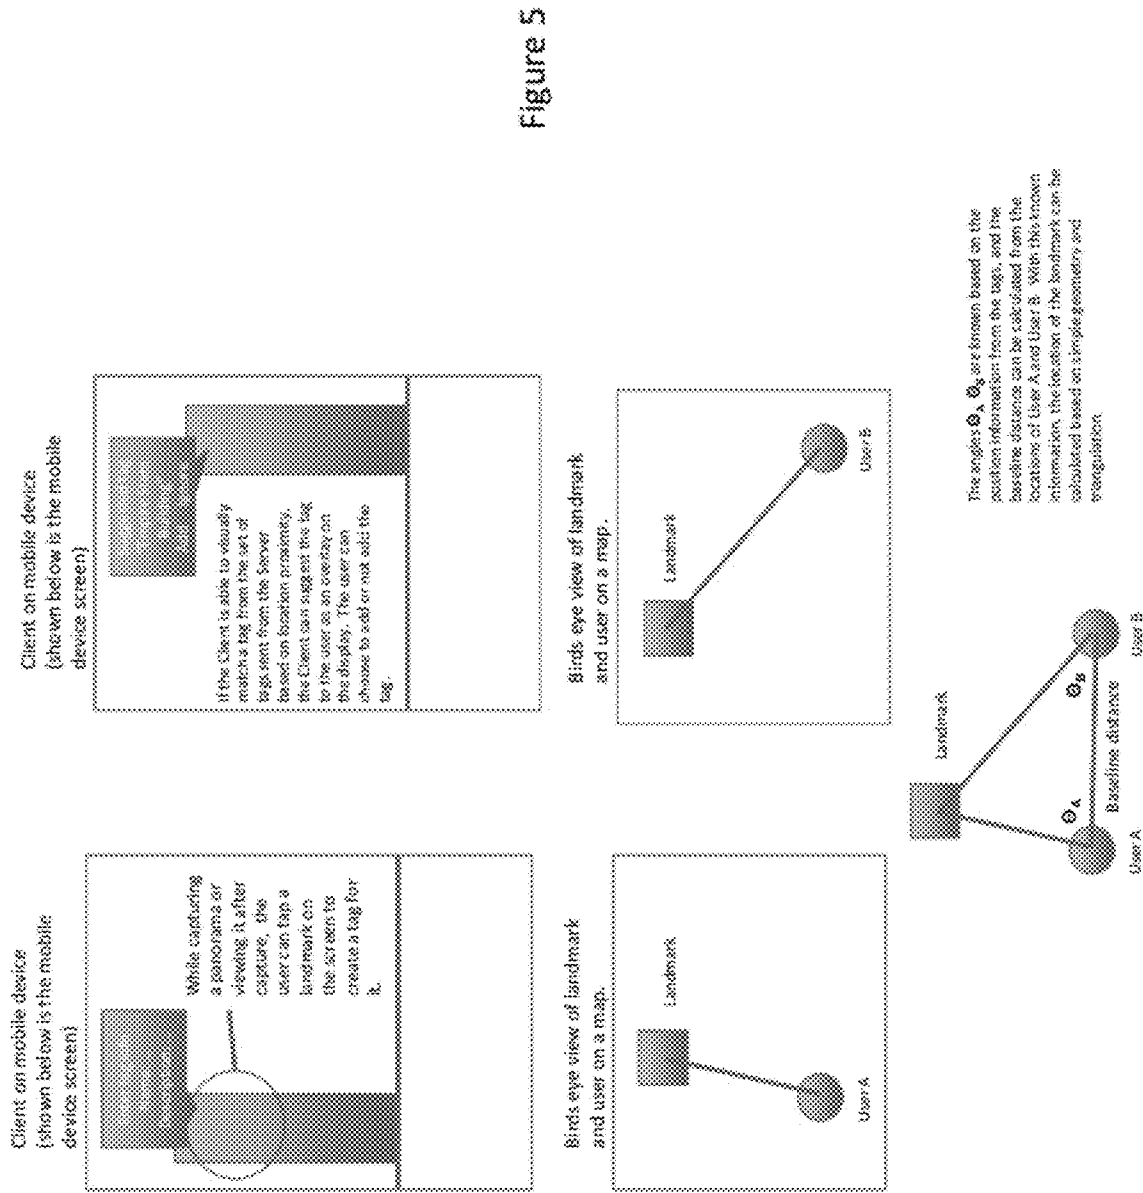 Client on mobile device
(shown below is the mobile
device screen)
While capturing
a panorama or
viewing it after
capture, the
user can tap a
landmark on
the screen to
create a tag for
it.
Client on mobile device
(shown below is the mobile
device screen)
If the Client is able to visually
match a tag from the set of
tags sent from the Server
based on location proximity,
the Client can suggest the tag
to the user as an overlay on
the display. The user can
choose to add or not add the
tag.
Birds eye view of landmark
and user on a map.
Landmark
User A
Birds eye view of landmark
and user on a map.
Landmark
User B
Landmark
ΘA
ΘB
Baseline distance
User A
User B
The angles ΘA, ΘB are known based on the
position information from the tags, and the
baseline distance can be calculated from the
locations of User A and User B. With this known
information, the location of the landmark can be
calculated based on simple geometry and
triangulation
Figure 5